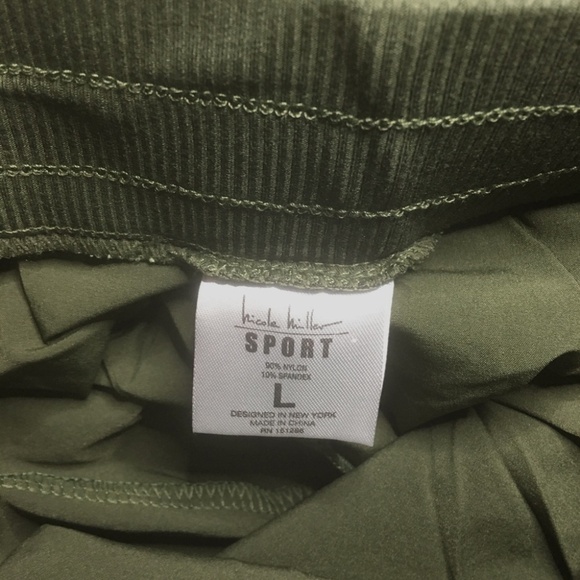 nicole miller
SPORT
90% NYLON
10% SPANDEX
L
DESIGNED IN NEW YORK
MADE IN CHINA
RN 151286